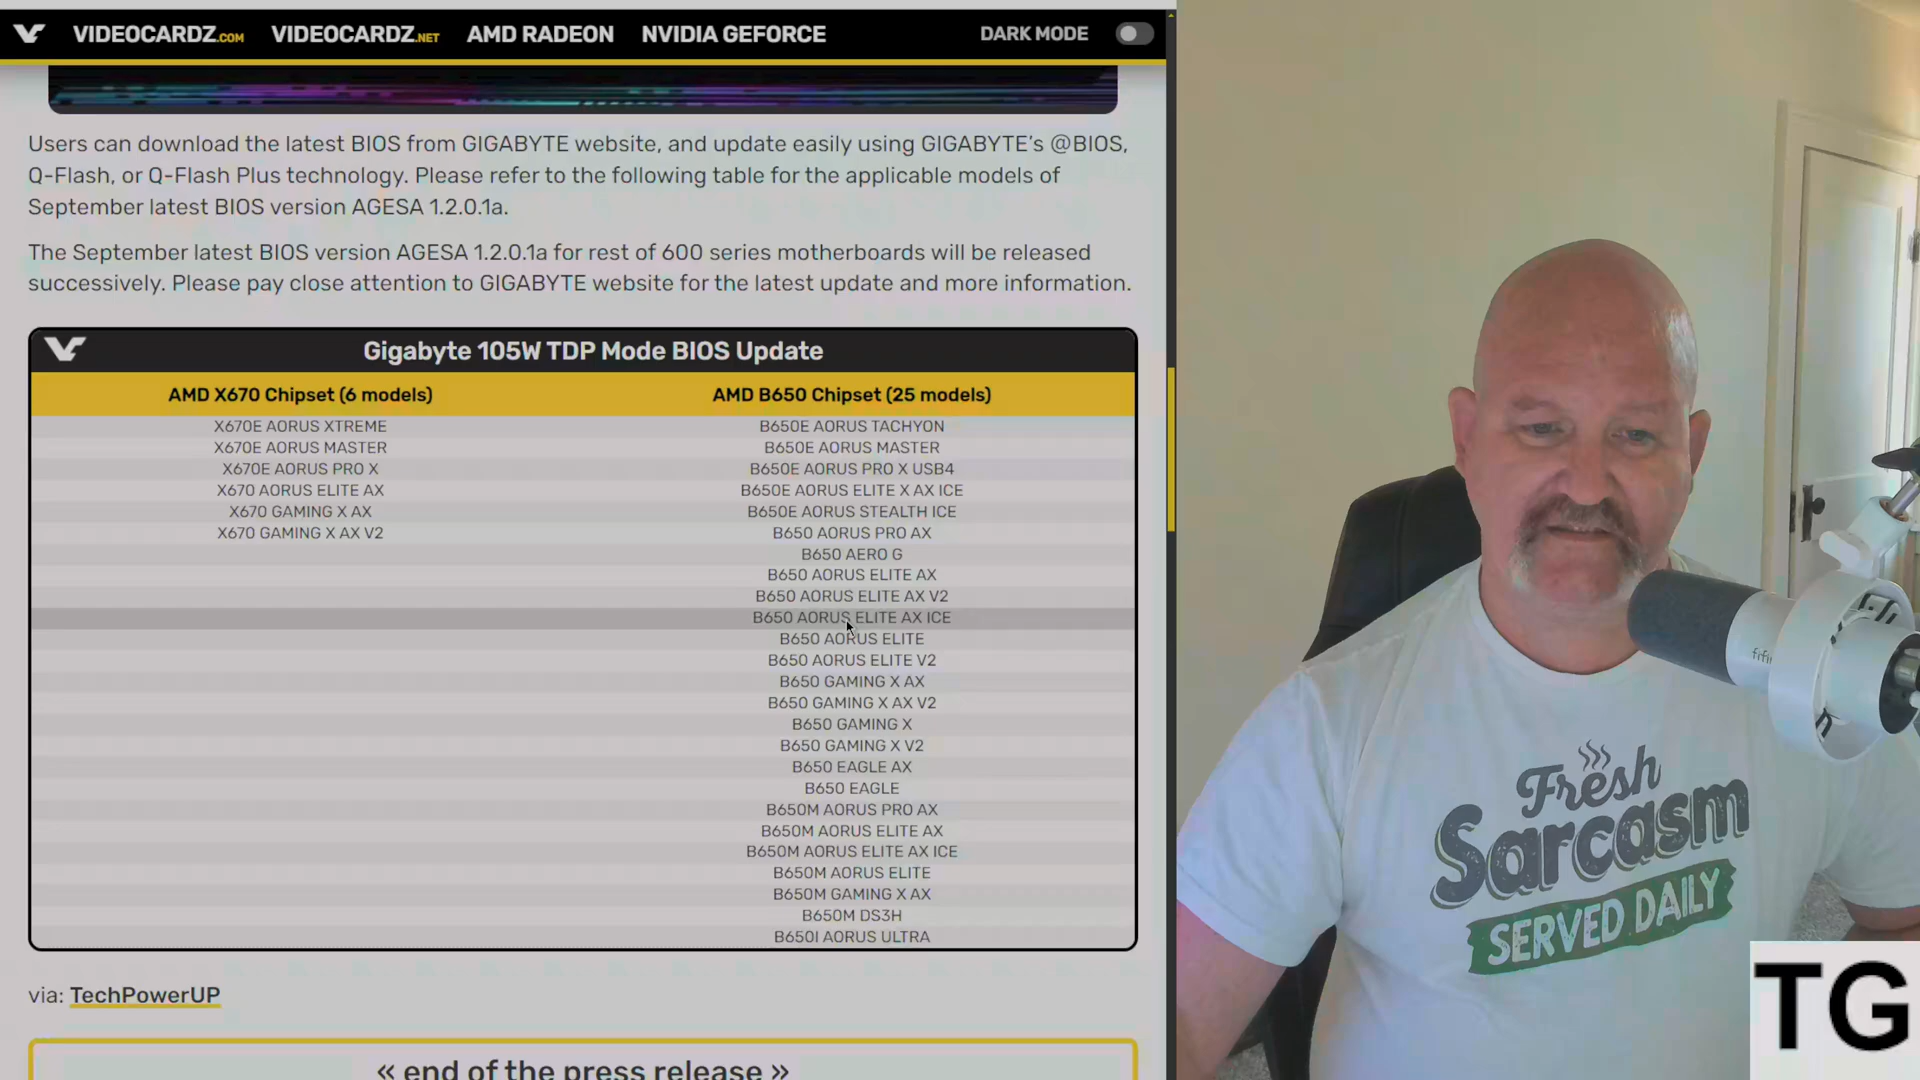 VIDEOCARDZ.COM VIDEOCARDZ.NET AMD RADEON NVIDIA GEFORCE DARK MODE
Users can download the latest BIOS from GIGABYTE website, and update easily using GIGABYTE's @BIOS,
Q-Flash, or Q-Flash Plus technology. Please refer to the following table for the applicable models of
September latest BIOS version AGESA 1.2.0.1a.
The September latest BIOS version AGESA 1.2.0.1a for rest of 600 series motherboards will be released
successively. Please pay close attention to GIGABYTE website for the latest update and more information.
Gigabyte 105W TDP Mode BIOS Update
AMD X670 Chipset (6 models) AMD B650 Chipset (25 models)
X670E AORUS XTREME B650E AORUS TACHYON
X670E AORUS MASTER B650E AORUS MASTER
X670E AORUS PRO X B650E AORUS PRO X USB4
X670 AORUS ELITE AX B650E AORUS ELITE X AX ICE
X670 GAMING X AX B650E AORUS STEALTH ICE
X670 GAMING X AX V2 B650 AORUS PRO AX
B650 AERO G
B650 AORUS ELITE AX
B650 AORUS ELITE AX V2
B650 AORUS ELITE AX ICE
B650 AORUS ELITE
B650 AORUS ELITE V2
B650 GAMING X AX
B650 GAMING X AX V2
B650 GAMING X
B650 GAMING X V2
B650 EAGLE AX
B650 EAGLE
B650M AORUS PRO AX
B650M AORUS ELITE AX
B650M AORUS ELITE AX ICE
B650M AORUS ELITE
B650M GAMING X AX
B650M DS3H
B650I AORUS ULTRA
via: TechPowerUP
« end of the press release »
Fresh
Sarcasm
SERVED DAILY
TG